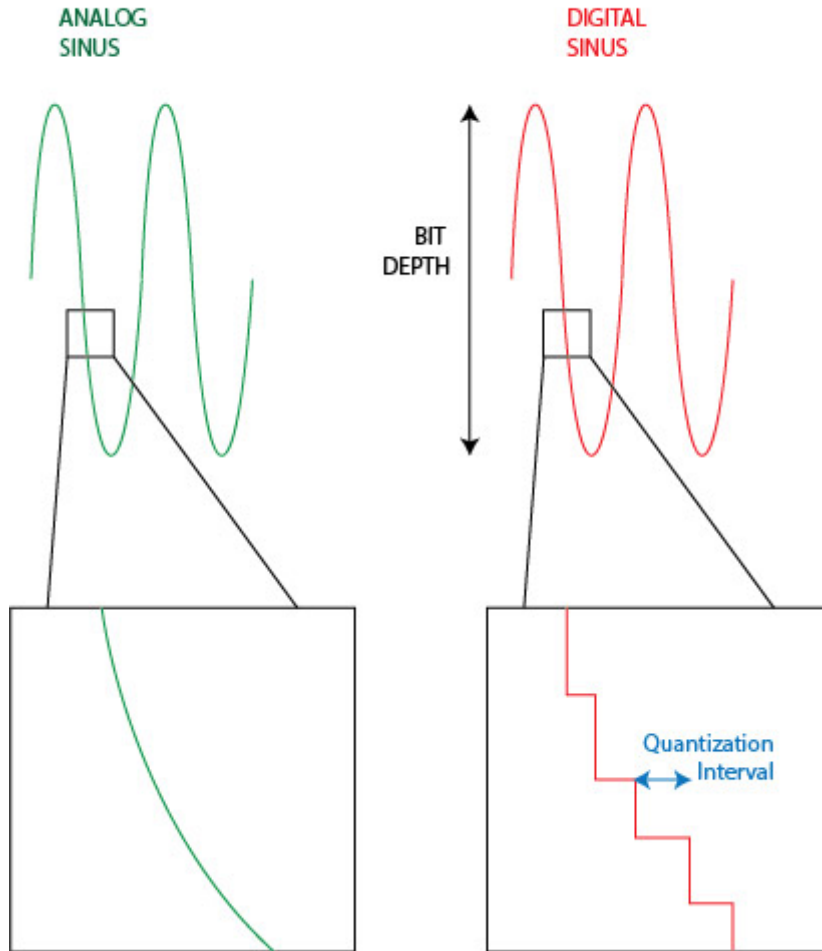 ANALOG
SINUS
DIGITAL
SINUS
BIT
DEPTH
Quantization
Interval